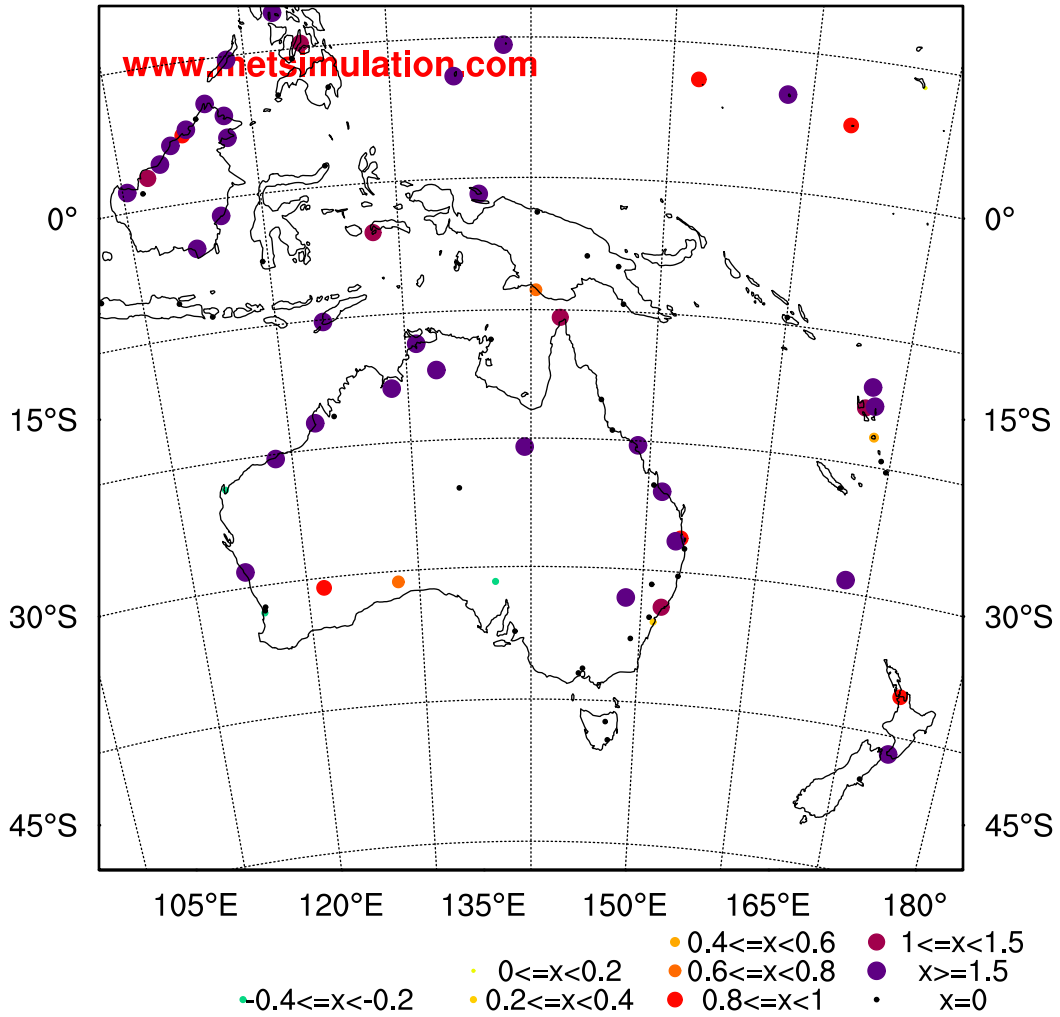 www.metsimulation.com
0° 0°
15°S 15°S
30°S 30°S
45°S 45°S
105°E 120°E 135°E 150°E 165°E 180°
0.4<=x<0.6 1<=x<1.5
0<=x<0.2 0.6<=x<0.8 x>=1.5
-0.4<=x<-0.2 0.2<=x<0.4 0.8<=x<1 x=0